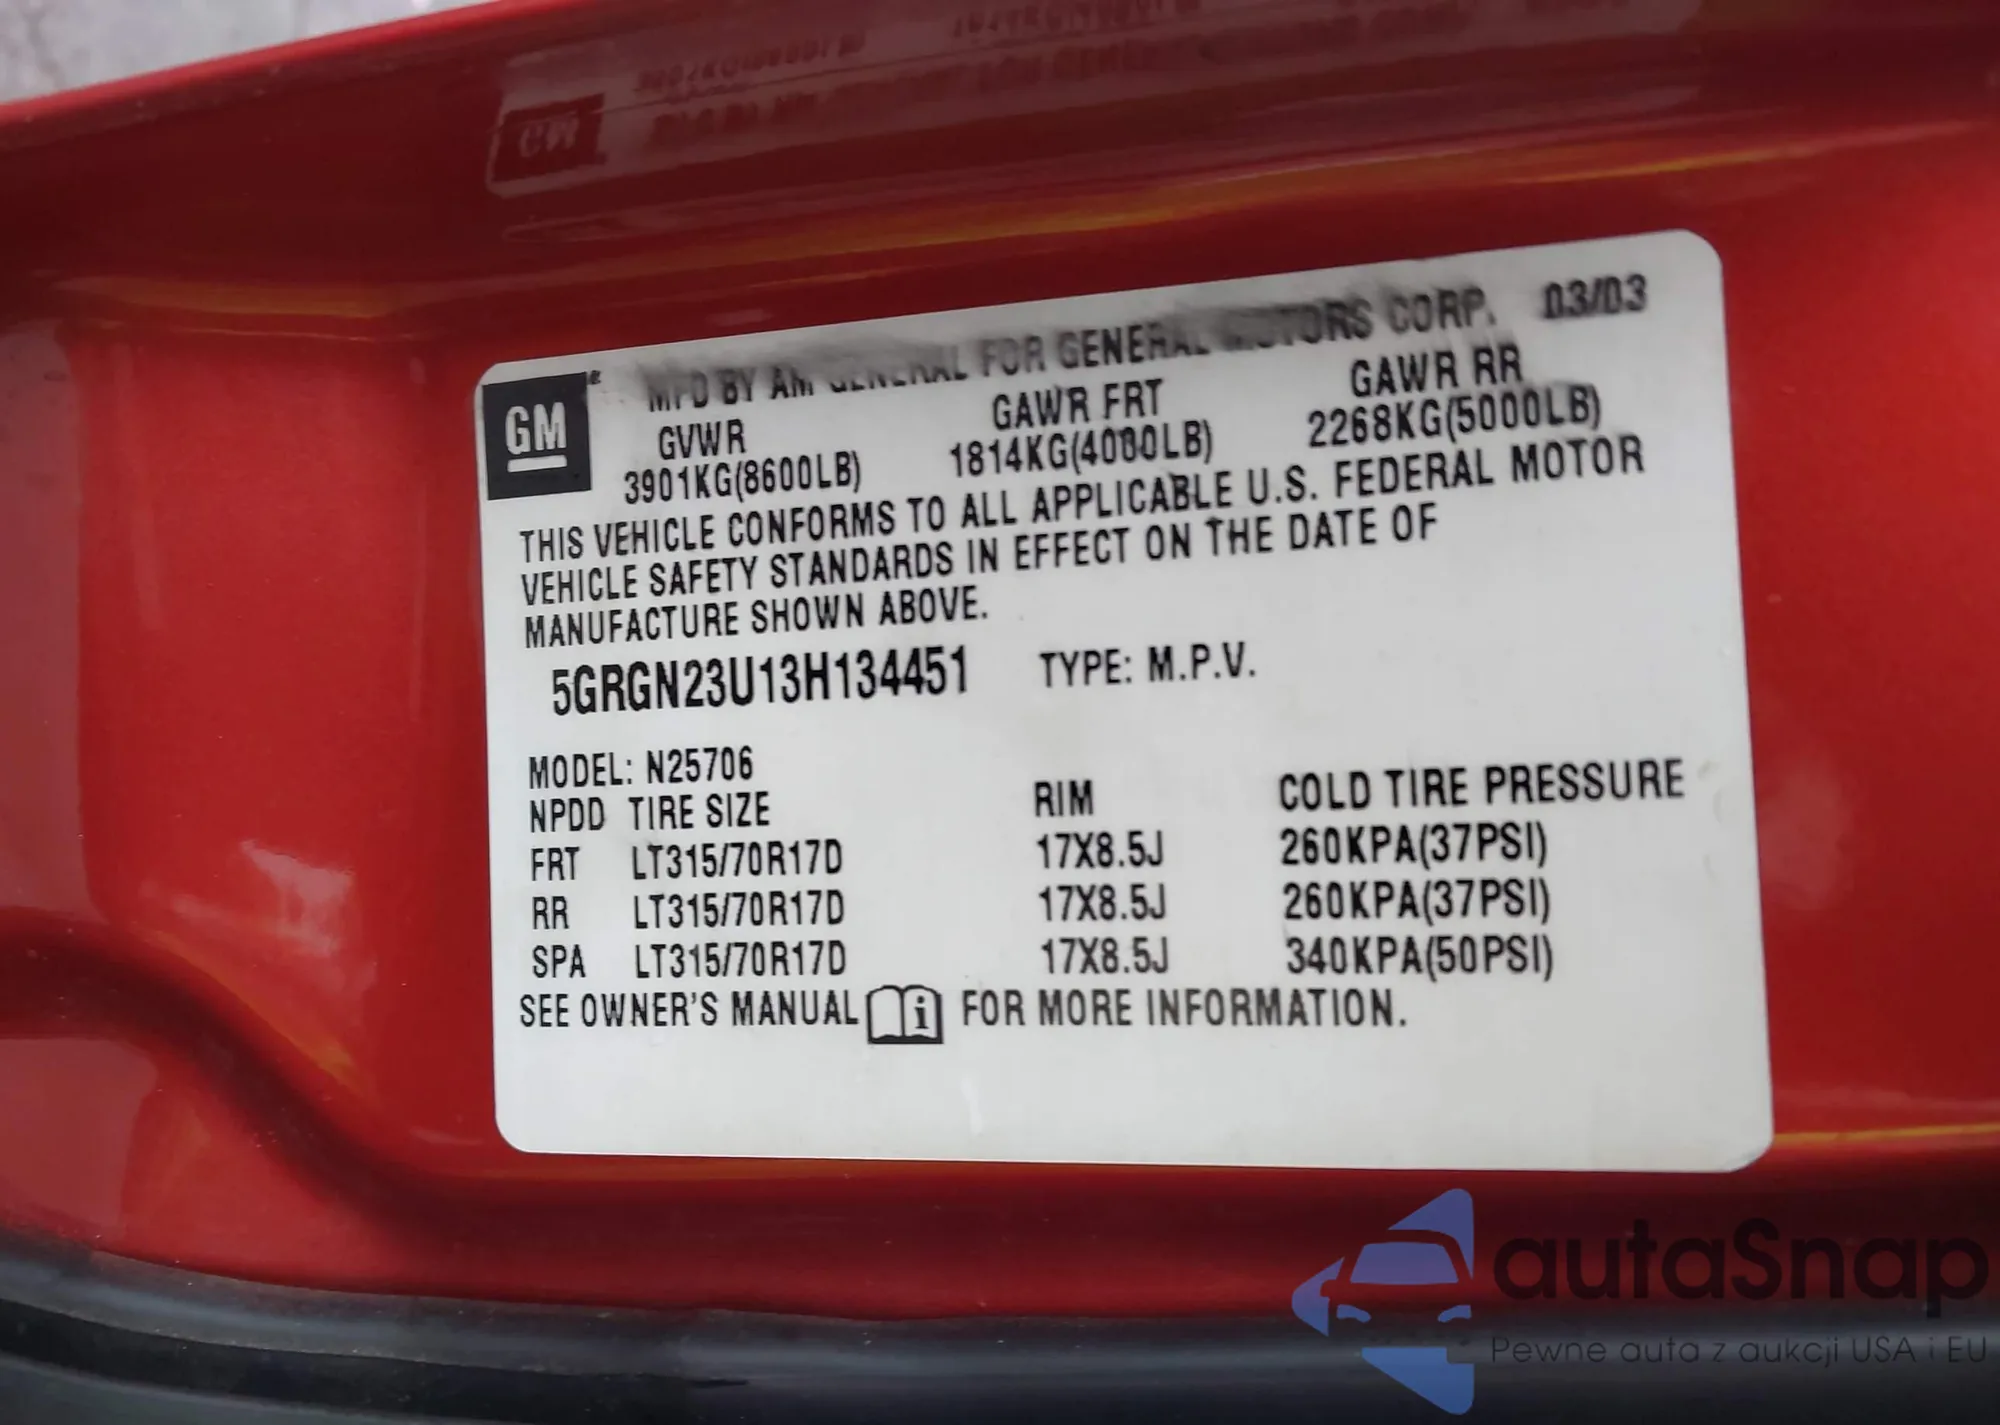 GM
MFD BY AM GENERAL FOR GENERAL MOTORS CORP. 03/03
GVWR GAWR FRT GAWR RR
3901KG(8600LB) 1814KG(4000LB) 2268KG(5000LB)
THIS VEHICLE CONFORMS TO ALL APPLICABLE U.S. FEDERAL MOTOR
VEHICLE SAFETY STANDARDS IN EFFECT ON THE DATE OF
MANUFACTURE SHOWN ABOVE.
5GRGN23U13H134451 TYPE: M.P.V.
MODEL: N25706
NPDD TIRE SIZE RIM COLD TIRE PRESSURE
FRT LT315/70R17D 17X8.5J 260KPA(37PSI)
RR LT315/70R17D 17X8.5J 260KPA(37PSI)
SPA LT315/70R17D 17X8.5J 340KPA(50PSI)
SEE OWNER'S MANUAL i FOR MORE INFORMATION.
autaSnap
Pewne auta z aukcji USA i EU